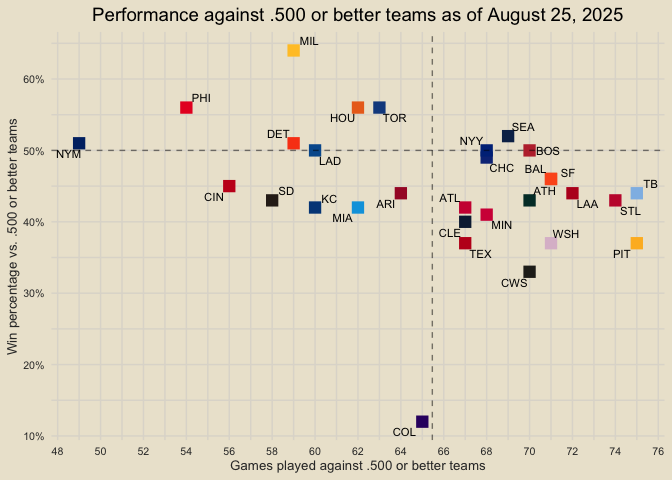 Performance against .500 or better teams as of August 25, 2025
MIL
60%
PHI
HOU
TOR
SEA
DET
NYY
NYM
50%
LAD
BOS
CHC
BAL
SF
TB
CIN
SD
KC
ARI
ATL
ATH
LAA
STL
40%
MIA
MIN
CLE
WSH
TEX
PIT
30%
CWS
20%
COL
10%
48 50 52 54 56 58 60 62 64 66 68 70 72 74 76
Games played against .500 or better teams
Win percentage vs. .500 or better teams